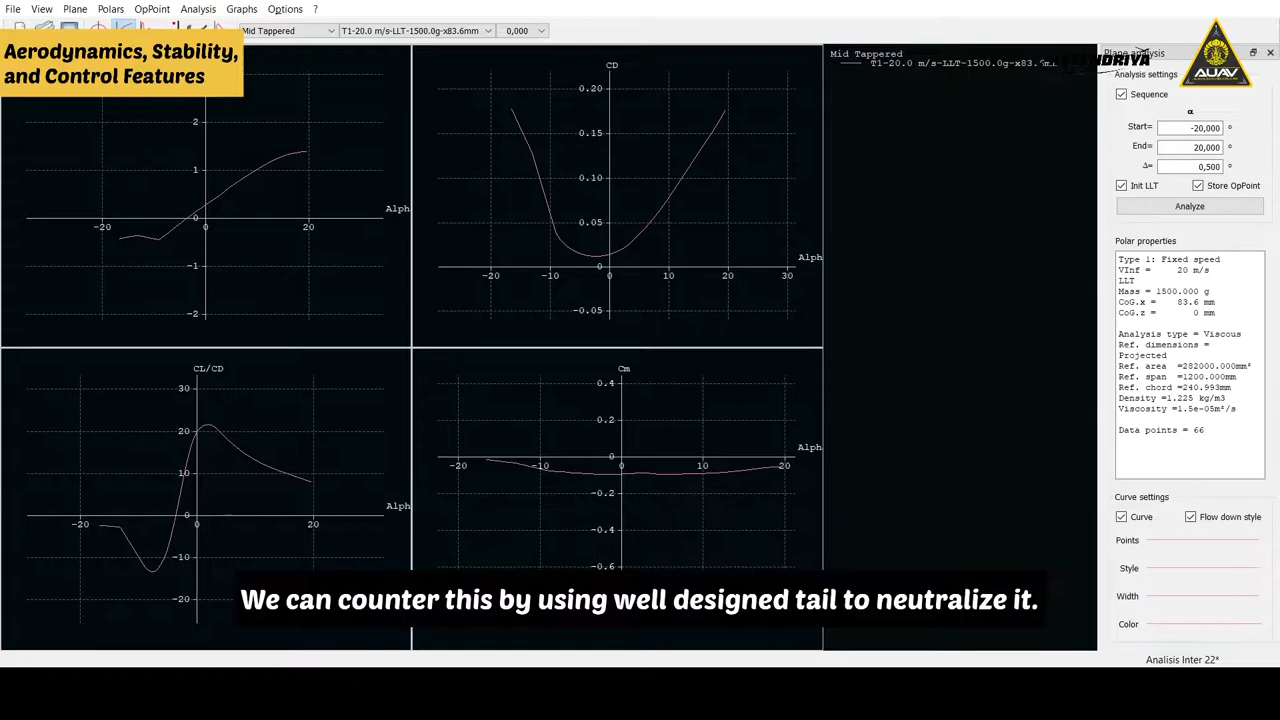 File View Plane Polars OpPoint Analysis Graphs Options ?
Mid Tappered T1-20.0 m/s-LLT-1500.0g-x83.6mm 0,000
Aerodynamics, Stability,
and Control Features
2
1
0
-1
-2
-20 0 20
Alph
CD
0.20
0.15
0.10
0.05
0
-0.05
-20 -10 0 10 20 30
Alph
CL/CD
30
20
10
0
-10
-20
-20 0 20
Alph
Cm
0.4
0.2
0
-0.2
-0.4
-0.6
-20 -10 0 10 20
Alph
Mid Tappered
T1-20.0 m/s-LLT-1500.0g-x83.6m
AUAV
Plane analysis
Analysis settings
Sequence
α
Start= -20,000 °
End= 20,000 °
Δ= 0,500 °
Init LLT Store OpPoint
Analyze
Polar properties
Type 1: Fixed speed
VInf = 20 m/s
LLT
Mass = 1500.000 g
CoG.x = 83.6 mm
CoG.z = 0 mm
Analysis type = Viscous
Ref. dimensions =
Projected
Ref. area =282000.000mm²
Ref. span =1200.000mm
Ref. chord =240.993mm
Density =1.225 kg/m3
Viscosity =1.5e-05m²/s
Data points = 66
Curve settings
Curve Flow down style
Points
Style
Width
Color
We can counter this by using well designed tail to neutralize it.
Analisis Inter 22*